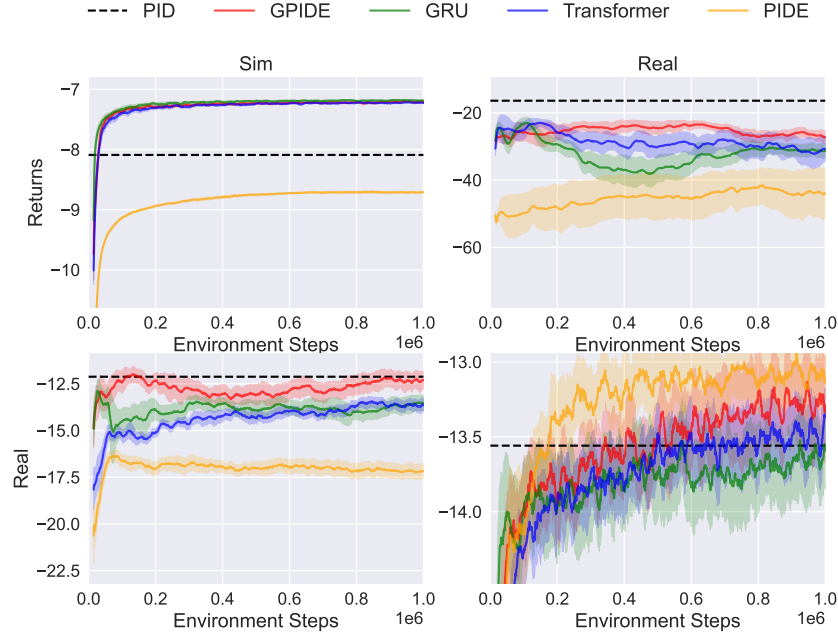 PID GPIDE GRU Transformer PIDE
Sim
Real
−7
−8
−9
−10
Returns
0.0 0.2 0.4 0.6 0.8 1.0
Environment Steps
1e6
−20
−40
−60
0.0 0.2 0.4 0.6 0.8 1.0
Environment Steps
1e6
−12.5
−15.0
−17.5
−20.0
−22.5
Real
0.0 0.2 0.4 0.6 0.8 1.0
Environment Steps
1e6
−13.0
−13.5
−14.0
0.0 0.2 0.4 0.6 0.8 1.0
Environment Steps
1e6